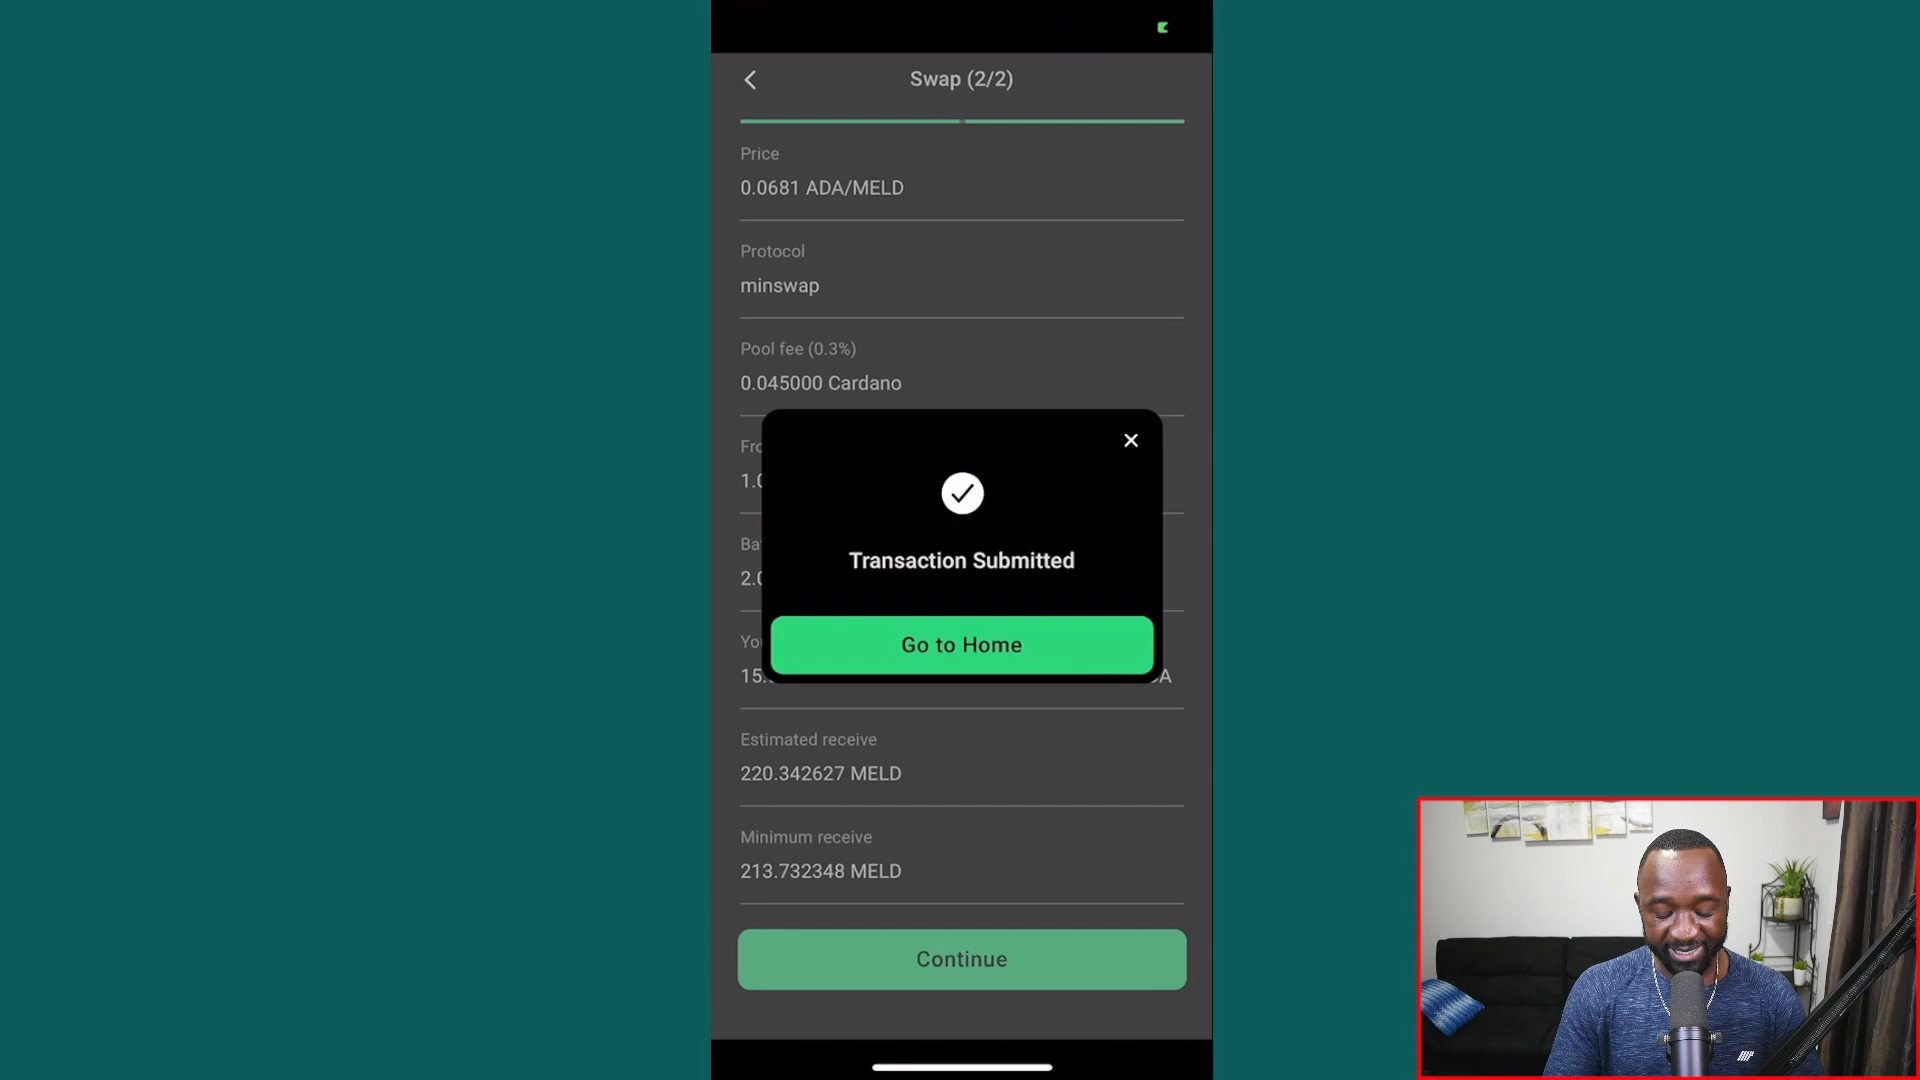 Swap (2/2)
Price
0.0681 ADA/MELD
Protocol
minswap
Pool fee (0.3%)
0.045000 Cardano
Transaction Submitted
Go to Home
Estimated receive
220.342627 MELD
Minimum receive
213.732348 MELD
Continue